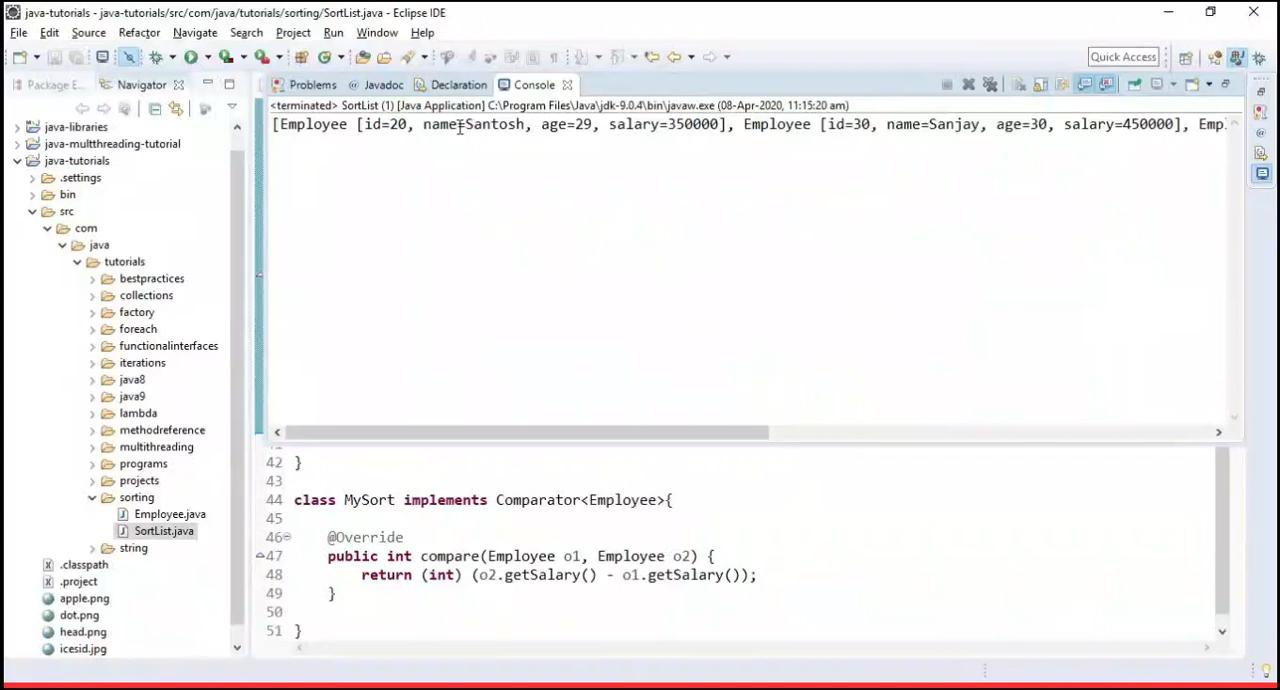 java-tutorials - java-tutorials/src/com/java/tutorials/sorting/SortList.java - Eclipse IDE
File Edit Source Refactor Navigate Search Project Run Window Help
Quick Access
Package E...
Navigator
Problems
Javadoc
Declaration
Console
<terminated> SortList (1) [Java Application] C:\Program Files\Java\jdk-9.0.4\bin\javaw.exe (08-Apr-2020, 11:15:20 am)
[Employee [id=20, name=Santosh, age=29, salary=350000], Employee [id=30, name=Sanjay, age=30, salary=450000], Empl
java-libraries
java-multthreading-tutorial
java-tutorials
.settings
bin
src
com
java
tutorials
bestpractices
collections
factory
foreach
functionalinterfaces
iterations
java8
java9
lambda
methodreference
multithreading
programs
projects
sorting
Employee.java
SortList.java
string
.classpath
.project
apple.png
dot.png
head.png
icesid.jpg
42 }
43
44 class MySort implements Comparator<Employee>{
45
46 @Override
47 public int compare(Employee o1, Employee o2) {
48 return (int) (o2.getSalary() - o1.getSalary());
49 }
50
51 }